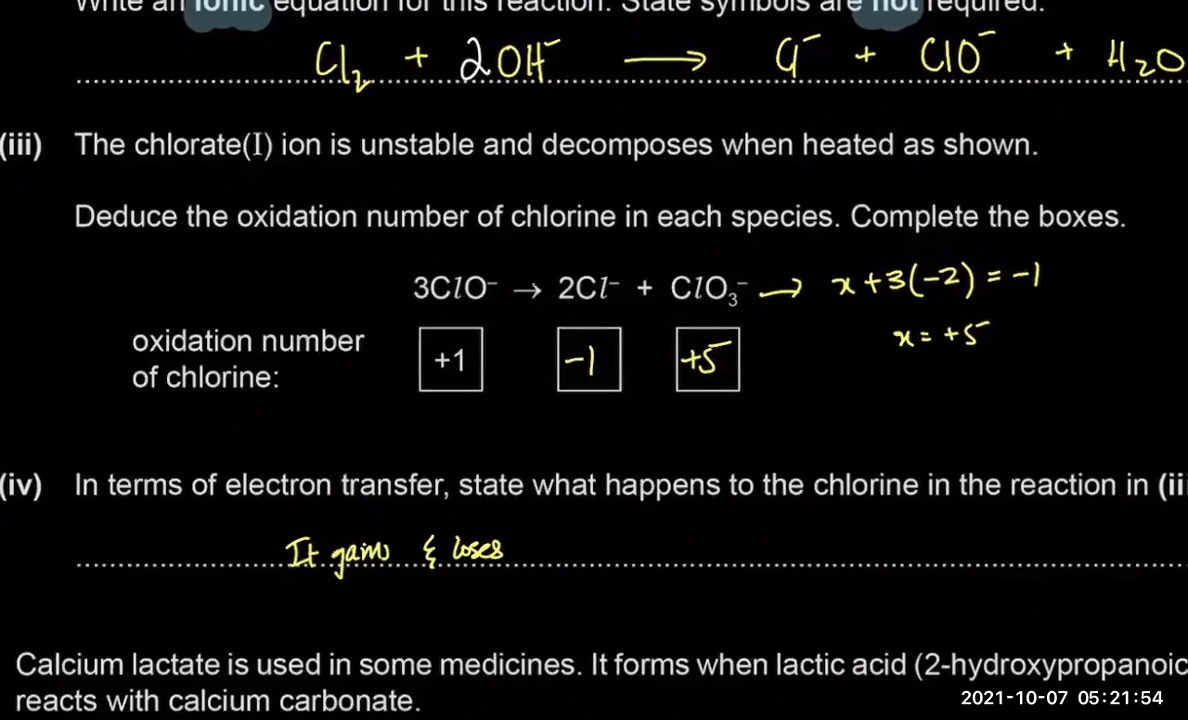 Write an ionic equation for this reaction. State symbols are not required.
Cl₂ + 2OH⁻ → Cl⁻ + ClO⁻ + H₂O
(iii) The chlorate(I) ion is unstable and decomposes when heated as shown.
Deduce the oxidation number of chlorine in each species. Complete the boxes.
3ClO⁻ → 2Cl⁻ + ClO₃⁻ → x+3(-2) = -1
x = +5
oxidation number
of chlorine:
+1 -1 +5
(iv) In terms of electron transfer, state what happens to the chlorine in the reaction in (ii
It gains & loses
Calcium lactate is used in some medicines. It forms when lactic acid (2-hydroxypropanoic
reacts with calcium carbonate.
2021-10-07 05:21:54